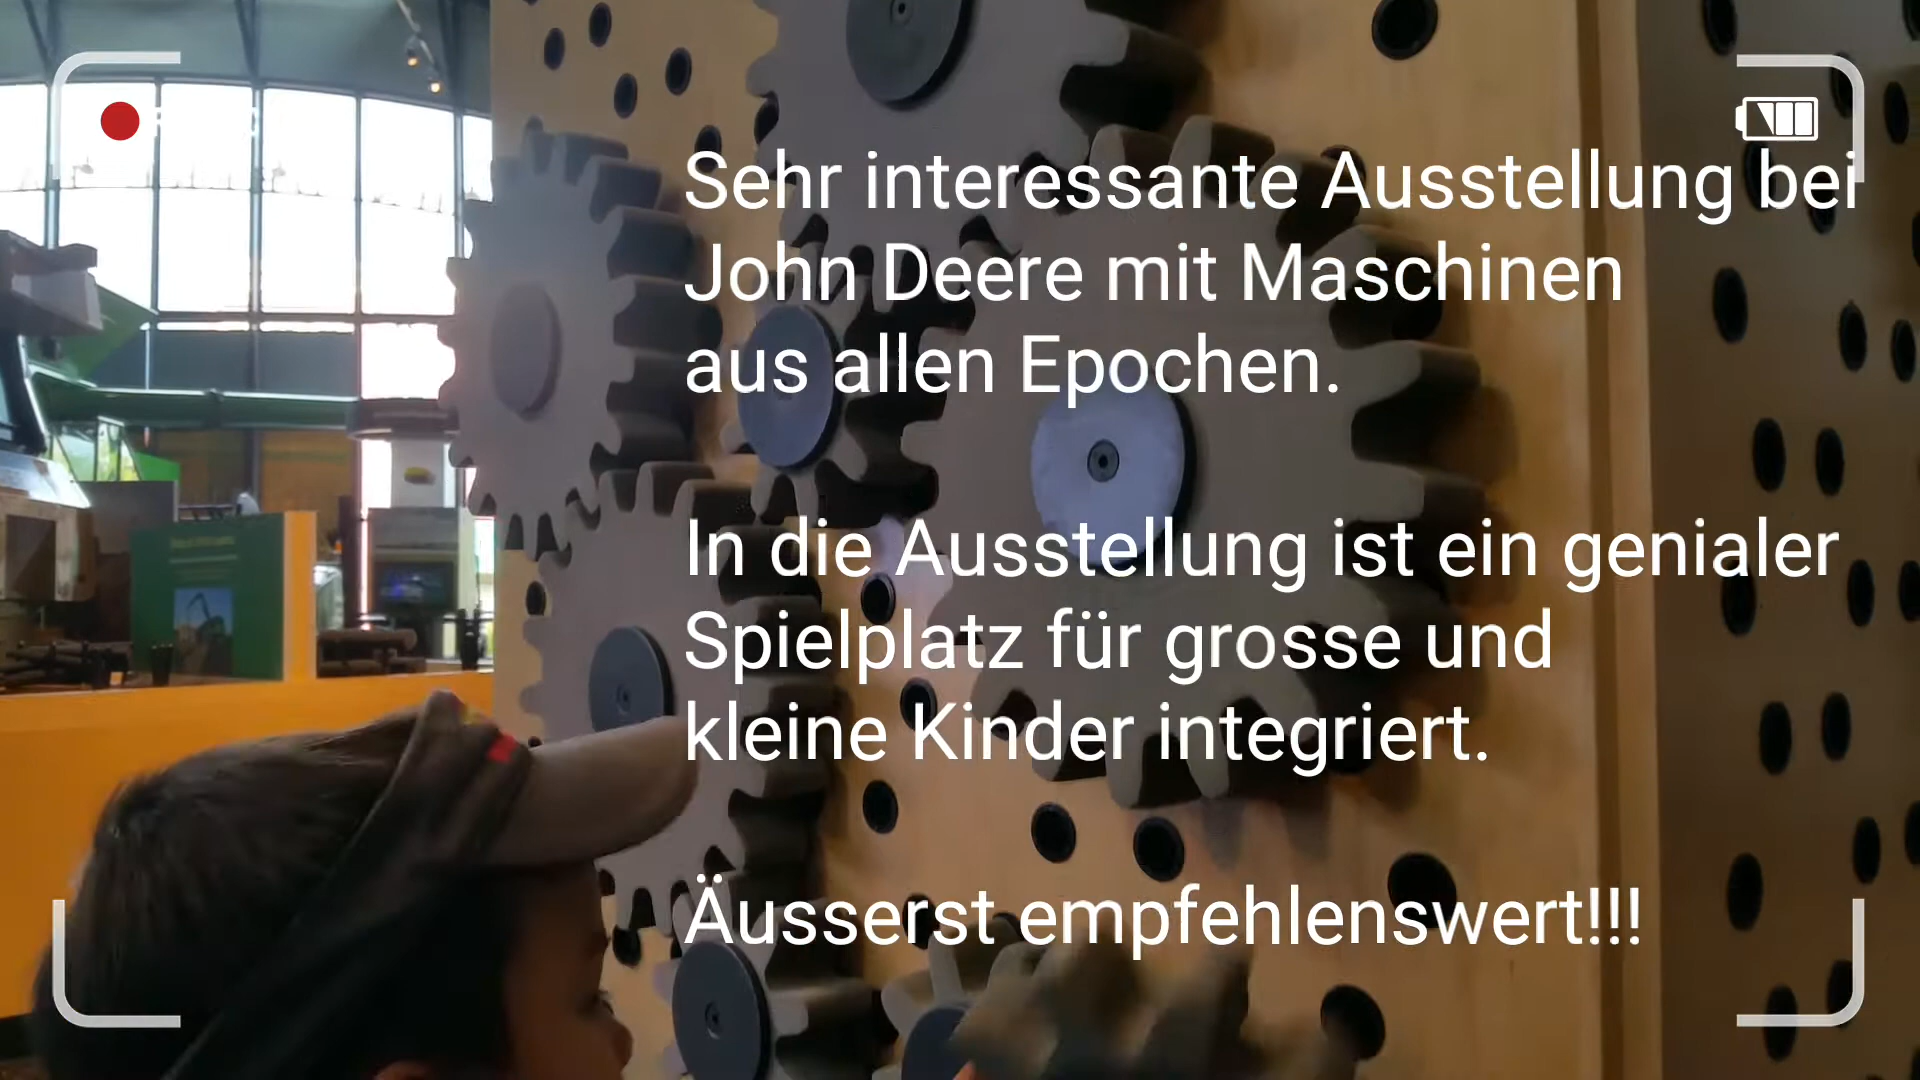 Sehr interessante Ausstellung bei
John Deere mit Maschinen
aus allen Epochen.
In die Ausstellung ist ein genialer
Spielplatz für grosse und
kleine Kinder integriert.
Äusserst empfehlenswert!!!